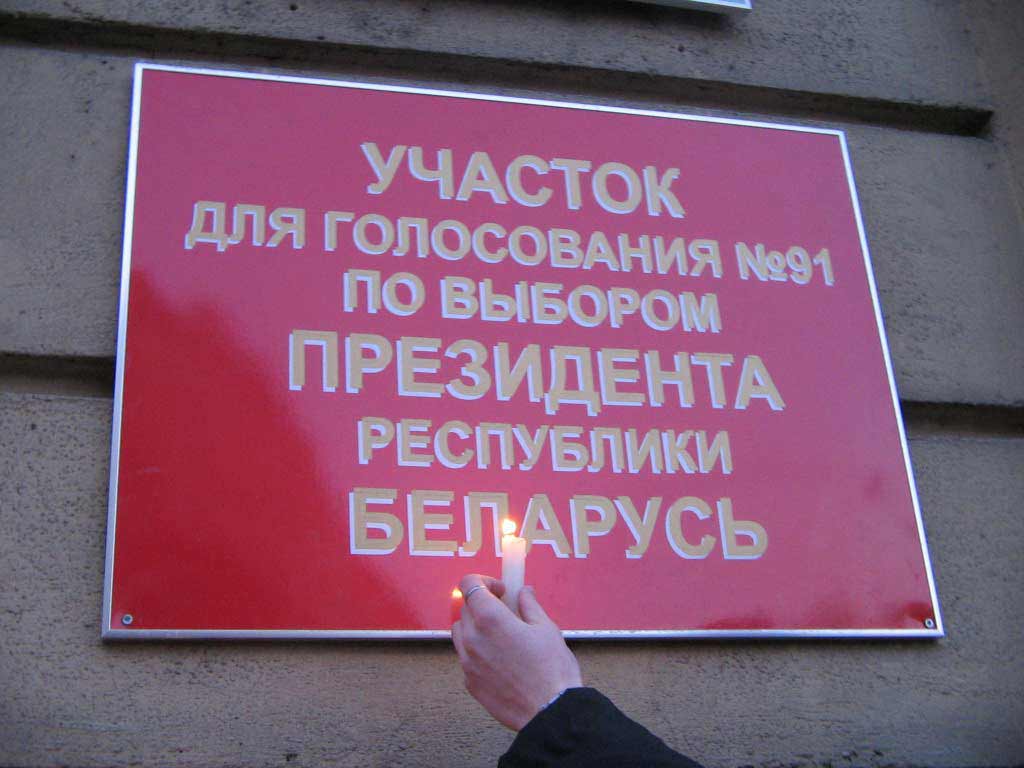 УЧАСТОК
ДЛЯ ГОЛОСОВАНИЯ №91
ПО ВЫБОРОМ
ПРЕЗИДЕНТА
РЕСПУБЛИКИ
БЕЛАРУСЬ